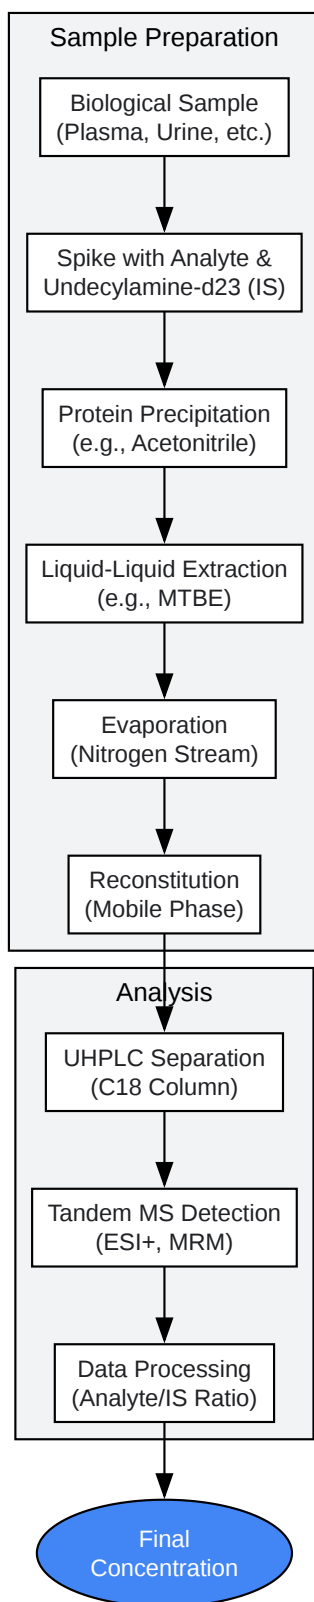 Sample Preparation
Biological Sample
(Plasma, Urine, etc.)
Spike with Analyte &
Undecylamine-d23 (IS)
Protein Precipitation
(e.g., Acetonitrile)
Liquid-Liquid Extraction
(e.g., MTBE)
Evaporation
(Nitrogen Stream)
Reconstitution
(Mobile Phase)
Analysis
UHPLC Separation
(C18 Column)
Tandem MS Detection
(ESI+, MRM)
Data Processing
(Analyte/IS Ratio)
Final
Concentration